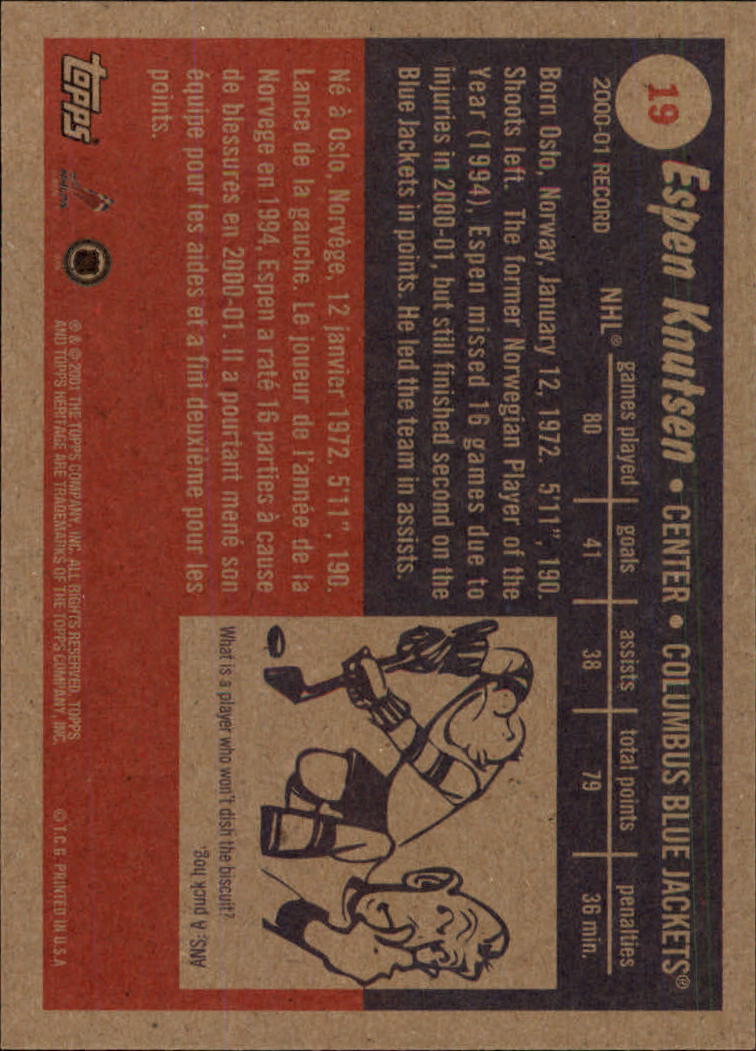 19
Espen Knutsen • CENTER • COLUMBUS BLUE JACKETS®
2000-01 RECORD
games played goals assists total points penalties
NHL® 80 41 38 79 36 min.
Born Oslo, Norway, January 12, 1972. 5'11", 190.
Shoots left. The former Norwegian Player of the
Year (1994), Espen missed 16 games due to
injuries in 2000-01, but still finished second on the
Blue Jackets in points. He led the team in assists.
Né à Oslo, Norvège, 12 janvier 1972. 5'11", 190.
Lance de la gauche. Le joueur de l'année de la
Norvege en 1994, Espen a raté 16 parties à cause
de blessures en 2000-01. Il a pourtant mené son
équipe pour les aides et a fini deuxième pour les
points.
What is a player who won't dish the biscuit?
ANS: A puck hog.
topps
® & © 2001 THE TOPPS COMPANY, INC. ALL RIGHTS RESERVED. TOPPS
AND TOPPS HERITAGE ARE TRADEMARKS OF THE TOPPS COMPANY, INC.
© T.C.G. PRINTED IN U.S.A